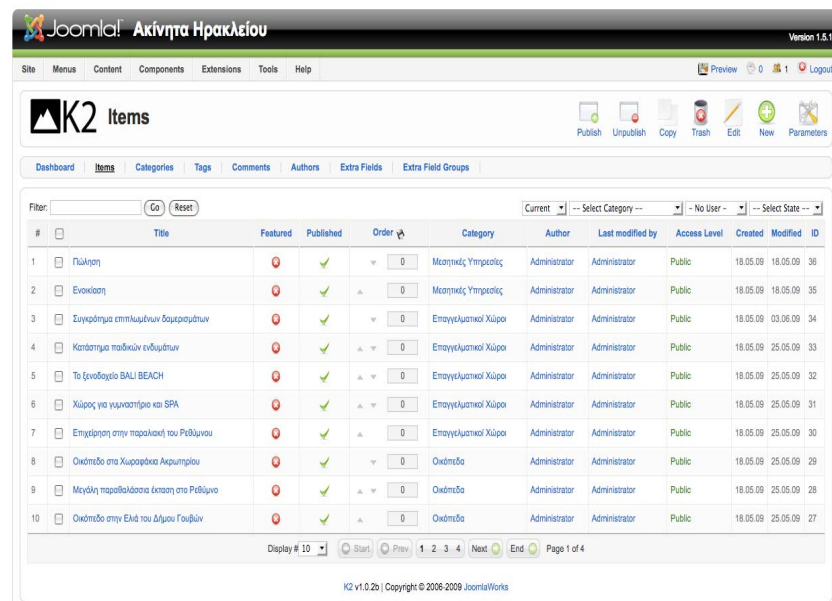 Joomla! Ακίνητα Ηρακλείου
Version 1.5.1
Site Menus Content Components Extensions Tools Help Preview 0 1 Logout
K2 Items Publish Unpublish Copy Trash Edit New Parameters
Dashboard Items Categories Tags Comments Authors Extra Fields Extra Field Groups
Filter: Go Reset Current -- Select Category -- - No User - -- Select State --
# Title Featured Published Order Category Author Last modified by Access Level Created Modified ID
1 Πώληση 0 Μεσητικές Υπηρεσίες Administrator Administrator Public 18.05.09 18.05.09 36
2 Ενοικίαση 0 Μεσητικές Υπηρεσίες Administrator Administrator Public 18.05.09 18.05.09 35
3 Συγκρότημα επιπλωμένων διαμερισμάτων 0 Επαγγελματικοί Χώροι Administrator Administrator Public 18.05.09 03.06.09 34
4 Κατάστημα παιδικών ενδυμάτων 0 Επαγγελματικοί Χώροι Administrator Administrator Public 18.05.09 25.05.09 33
5 Το ξενοδοχείο BALI BEACH 0 Επαγγελματικοί Χώροι Administrator Administrator Public 18.05.09 25.05.09 32
6 Χώρος για γυμναστήριο και SPA 0 Επαγγελματικοί Χώροι Administrator Administrator Public 18.05.09 25.05.09 31
7 Επιχείρηση στην παραλιακή του Ρεθύμνου 0 Επαγγελματικοί Χώροι Administrator Administrator Public 18.05.09 25.05.09 30
8 Οικόπεδο στα Χωραφάκια Ακρωτηρίου 0 Οικόπεδα Administrator Administrator Public 18.05.09 25.05.09 29
9 Μεγάλη παραθαλάσσια έκταση στο Ρεθύμνο 0 Οικόπεδα Administrator Administrator Public 18.05.09 25.05.09 28
10 Οικόπεδο στην Ελιά του Δήμου Γουβών 0 Οικόπεδα Administrator Administrator Public 18.05.09 25.05.09 27
Display # 10 Start Prev 1 2 3 4 Next End Page 1 of 4
K2 v1.0.2b | Copyright © 2006-2009 JoomlaWorks